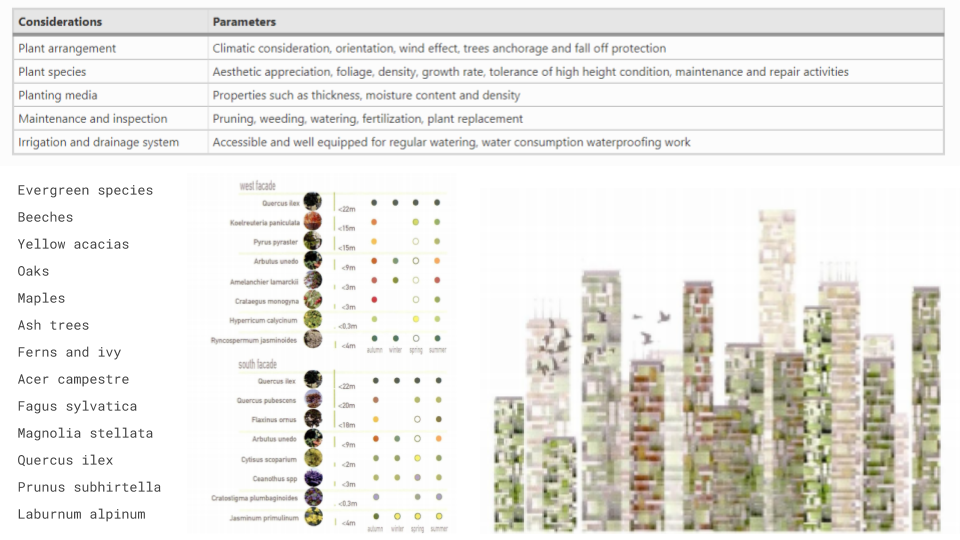 Considerations Parameters
Plant arrangement Climatic consideration, orientation, wind effect, trees anchorage and fall off protection
Plant species Aesthetic appreciation, foliage, density, growth rate, tolerance of high height condition, maintenance and repair activities
Planting media Properties such as thickness, moisture content and density
Maintenance and inspection Pruning, weeding, watering, fertilization, plant replacement
Irrigation and drainage system Accessible and well equipped for regular watering, water consumption waterproofing work
Evergreen species
Beeches
Yellow acacias
Oaks
Maples
Ash trees
Ferns and ivy
Acer campestre
Fagus sylvatica
Magnolia stellata
Quercus ilex
Prunus subhirtella
Laburnum alpinum
west facade
Quercus ilex <22m
Koelreuteria paniculata <15m
Pyrus pyraster <15m
Arbutus unedo <9m
Amelanchier lamarckii <3m
Crataegus monogyna <3m
Hypericum calycinum <0.3m
Ryncospermum jasminoides <4m
autumn winter spring summer
south facade
Quercus ilex <22m
Quercus pubescens <20m
Flaxinus ornus <18m
Arbutus unedo <9m
Cytisus scoparium <2m
Ceanothus spp <3m
Cratostigma plumbaginoides <0.3m
Jasminum primulinum <4m
autumn winter spring summer